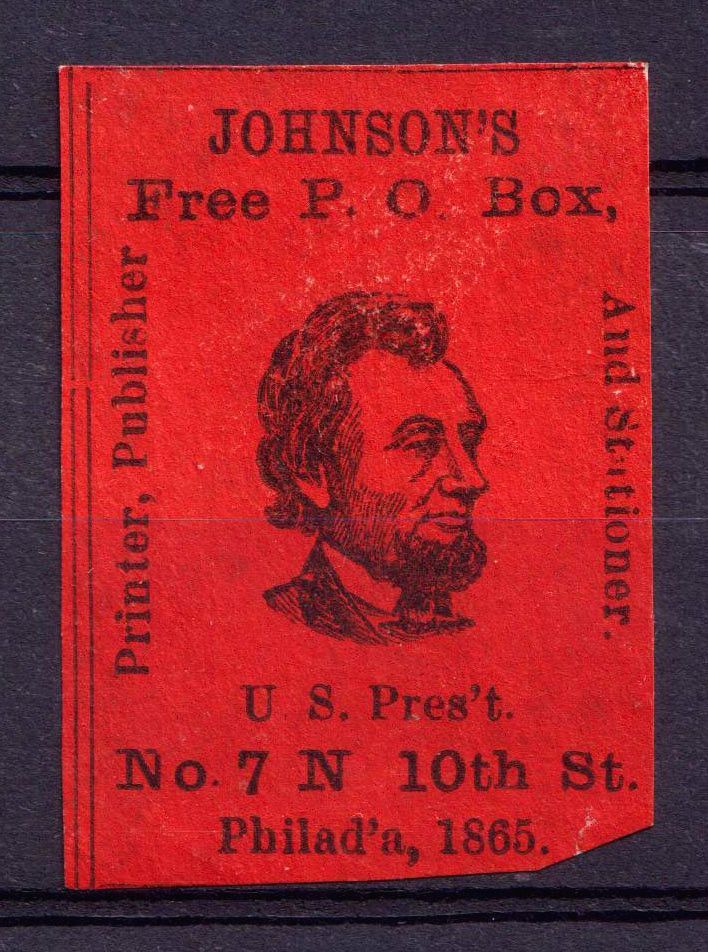 JOHNSON'S
Free P. O. Box,
Printer, Publisher
And Stationer.
U. S. Pres't.
No. 7 N 10th St.
Philad'a, 1865.